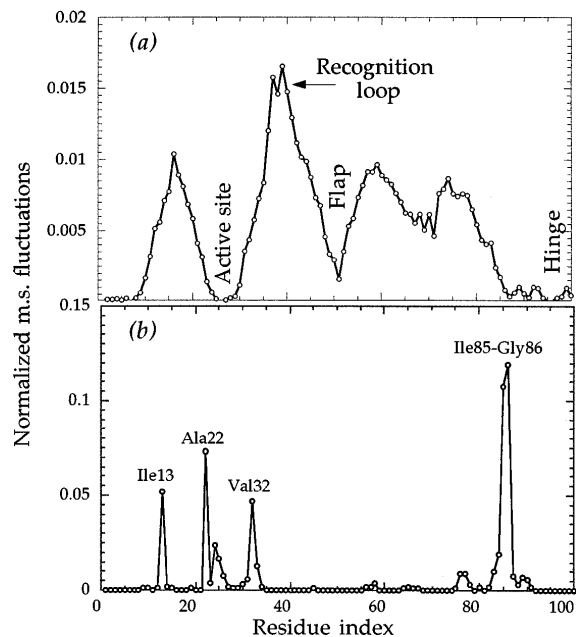 (a)
0.02
0.015
0.01
0.005
0.15
Recognition
loop
Active site
Flap
Hinge
Normalized m.s. fluctuations
(b)
0.1
0.05
0
Ile13
Ala22
Val32
Ile85-Gly86
0 20 40 60 80 100
Residue index